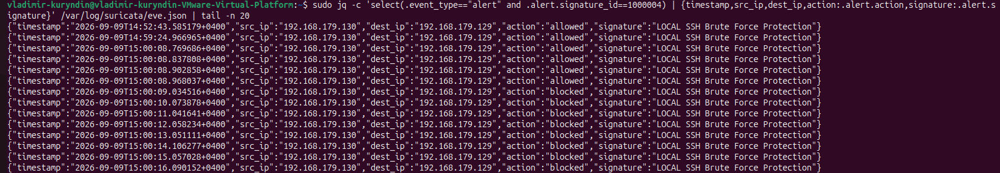 vladimir-kuryndin@vladimir-kuryndin-VMware-Virtual-Platform:~$ sudo jq -c 'select(.event_type=="alert" and .alert.signature_id==1000004) | {timestamp,src_ip,dest_ip,action:.alert.action,signature:.alert.s
ignature}' /var/log/suricata/eve.json | tail -n 20
{"timestamp":"2026-09-09T14:52:43.585179+0400","src_ip":"192.168.179.130","dest_ip":"192.168.179.129","action":"allowed","signature":"LOCAL SSH Brute Force Protection"}
{"timestamp":"2026-09-09T14:59:24.966965+0400","src_ip":"192.168.179.130","dest_ip":"192.168.179.129","action":"allowed","signature":"LOCAL SSH Brute Force Protection"}
{"timestamp":"2026-09-09T15:00:08.769686+0400","src_ip":"192.168.179.130","dest_ip":"192.168.179.129","action":"allowed","signature":"LOCAL SSH Brute Force Protection"}
{"timestamp":"2026-09-09T15:00:08.837808+0400","src_ip":"192.168.179.130","dest_ip":"192.168.179.129","action":"allowed","signature":"LOCAL SSH Brute Force Protection"}
{"timestamp":"2026-09-09T15:00:08.902858+0400","src_ip":"192.168.179.130","dest_ip":"192.168.179.129","action":"allowed","signature":"LOCAL SSH Brute Force Protection"}
{"timestamp":"2026-09-09T15:00:08.968037+0400","src_ip":"192.168.179.130","dest_ip":"192.168.179.129","action":"allowed","signature":"LOCAL SSH Brute Force Protection"}
{"timestamp":"2026-09-09T15:00:09.034516+0400","src_ip":"192.168.179.130","dest_ip":"192.168.179.129","action":"blocked","signature":"LOCAL SSH Brute Force Protection"}
{"timestamp":"2026-09-09T15:00:10.073878+0400","src_ip":"192.168.179.130","dest_ip":"192.168.179.129","action":"blocked","signature":"LOCAL SSH Brute Force Protection"}
{"timestamp":"2026-09-09T15:00:11.041641+0400","src_ip":"192.168.179.130","dest_ip":"192.168.179.129","action":"blocked","signature":"LOCAL SSH Brute Force Protection"}
{"timestamp":"2026-09-09T15:00:12.058234+0400","src_ip":"192.168.179.130","dest_ip":"192.168.179.129","action":"blocked","signature":"LOCAL SSH Brute Force Protection"}
{"timestamp":"2026-09-09T15:00:13.051111+0400","src_ip":"192.168.179.130","dest_ip":"192.168.179.129","action":"blocked","signature":"LOCAL SSH Brute Force Protection"}
{"timestamp":"2026-09-09T15:00:14.106277+0400","src_ip":"192.168.179.130","dest_ip":"192.168.179.129","action":"blocked","signature":"LOCAL SSH Brute Force Protection"}
{"timestamp":"2026-09-09T15:00:15.057028+0400","src_ip":"192.168.179.130","dest_ip":"192.168.179.129","action":"blocked","signature":"LOCAL SSH Brute Force Protection"}
{"timestamp":"2026-09-09T15:00:16.090152+0400","src_ip":"192.168.179.130","dest_ip":"192.168.179.129","action":"blocked","signature":"LOCAL SSH Brute Force Protection"}